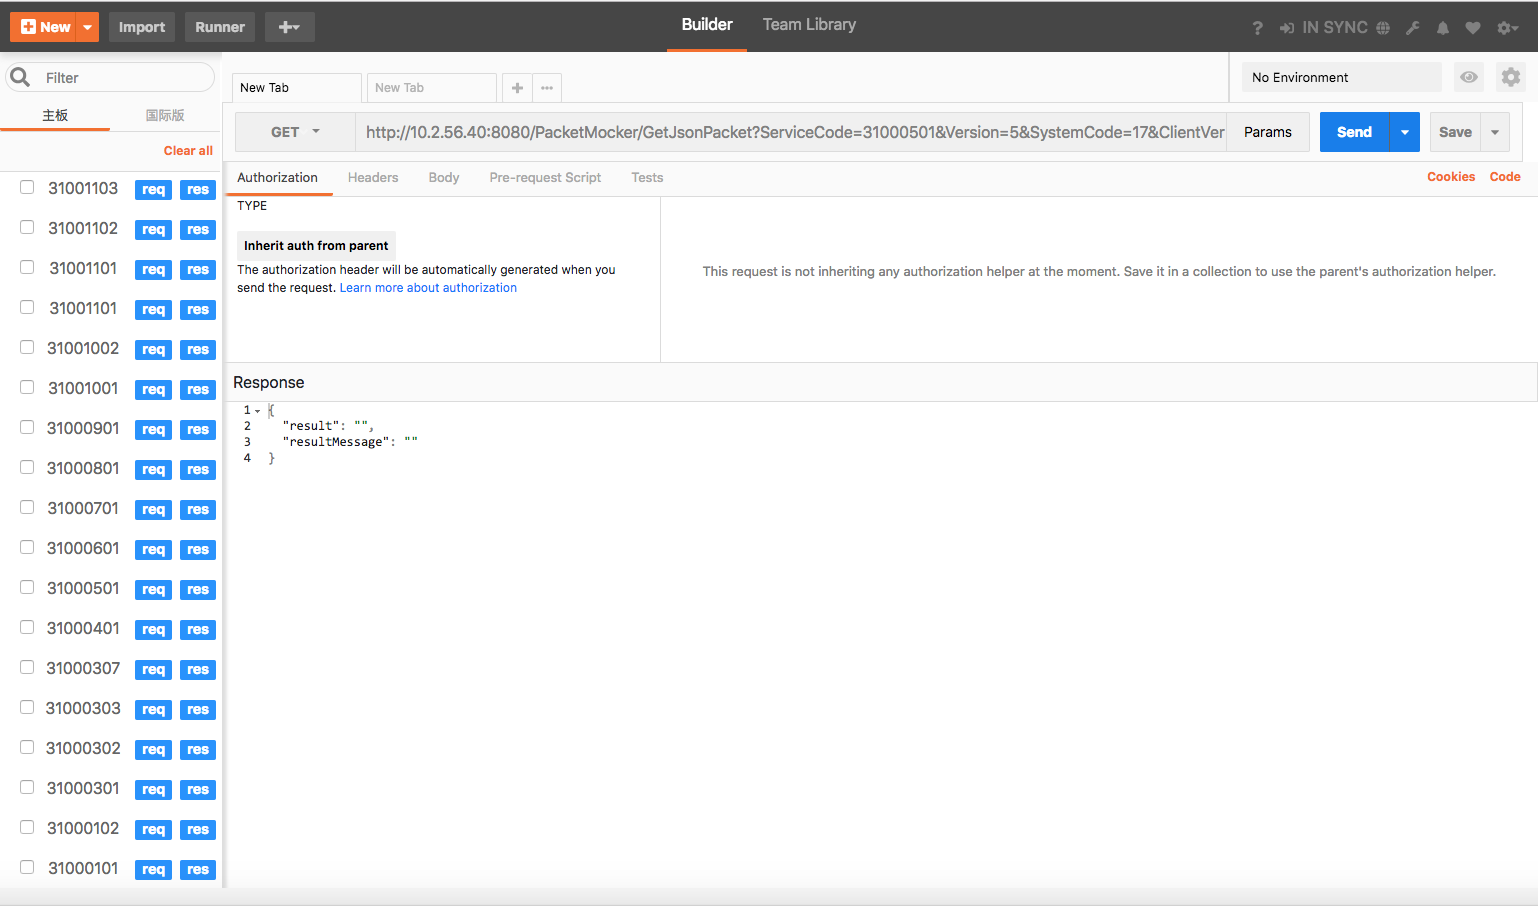 New Import Runner Builder Team Library ? IN SYNC
Filter
主板 国际版
Clear all
31001103 req res
31001102 req res
31001101 req res
31001101 req res
31001002 req res
31001001 req res
31000901 req res
31000801 req res
31000701 req res
31000601 req res
31000501 req res
31000401 req res
31000307 req res
31000303 req res
31000302 req res
31000301 req res
31000102 req res
31000101 req res
New Tab New Tab + ••• No Environment
GET http://10.2.56.40:8080/PacketMocker/GetJsonPacket?ServiceCode=31000501&Version=5&SystemCode=17&ClientVer Params Send Save
Authorization Headers Body Pre-request Script Tests Cookies Code
TYPE
Inherit auth from parent
The authorization header will be automatically generated when you
send the request. Learn more about authorization
This request is not inheriting any authorization helper at the moment. Save it in a collection to use the parent's authorization helper.
Response
1 {
2 "result": "",
3 "resultMessage": ""
4 }